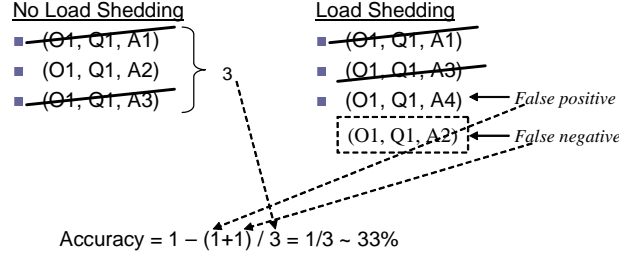 No Load Shedding
(O1, Q1, A1)
(O1, Q1, A2)
(O1, Q1, A3)
3
Load Shedding
(O1, Q1, A1)
(O1, Q1, A3)
(O1, Q1, A4)
False positive
(O1, Q1, A2)
False negative
Accuracy = 1 – (1+1) / 3 = 1/3 ~ 33%